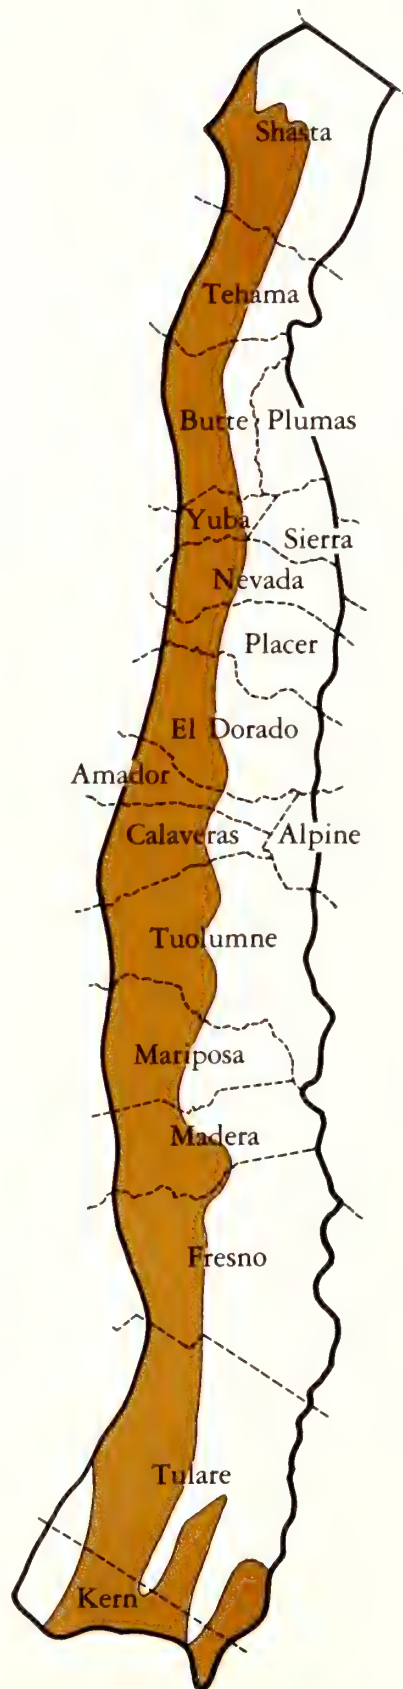 Shasta
Tehama
Butte Plumas
Yuba
Sierra
Nevada
Placer
El Dorado
Amador
Calaveras Alpine
Tuolumne
Mariposa
Madera
Fresno
Tulare
Kern